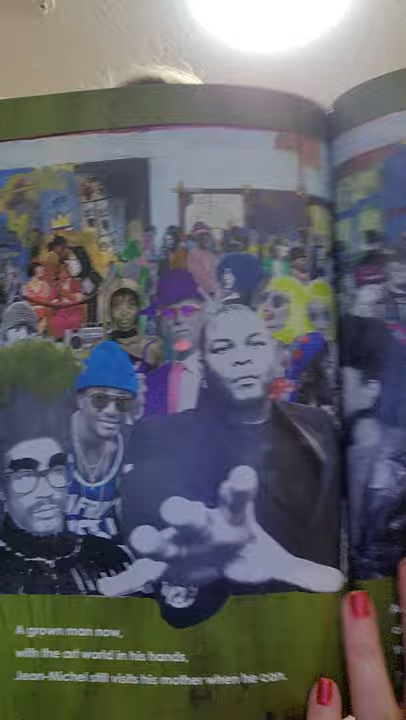 A grown man now,
with the art world in his hands,
Jean-Michel still visits his mother when he can.